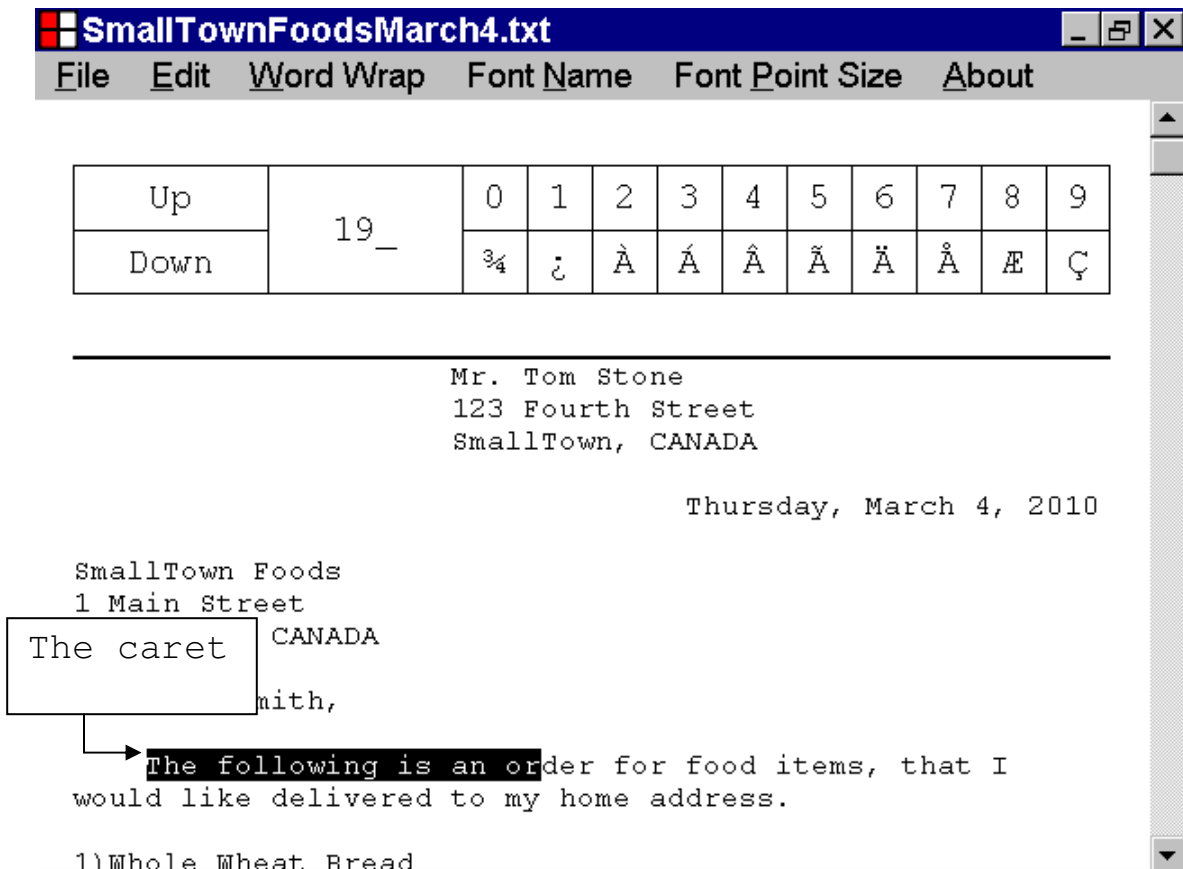 SmallTownFoodsMarch4.txt
File Edit Word Wrap Font Name Font Point Size About
Up 19_ 0 1 2 3 4 5 6 7 8 9
Down ¾ ¿ À Á Â Ã Ä Å Æ Ç
Mr. Tom Stone
123 Fourth Street
SmallTown, CANADA
Thursday, March 4, 2010
SmallTown Foods
1 Main Street
CANADA
The caret
mith,
The following is an order for food items, that I
would like delivered to my home address.
1)Whole Wheat Bread